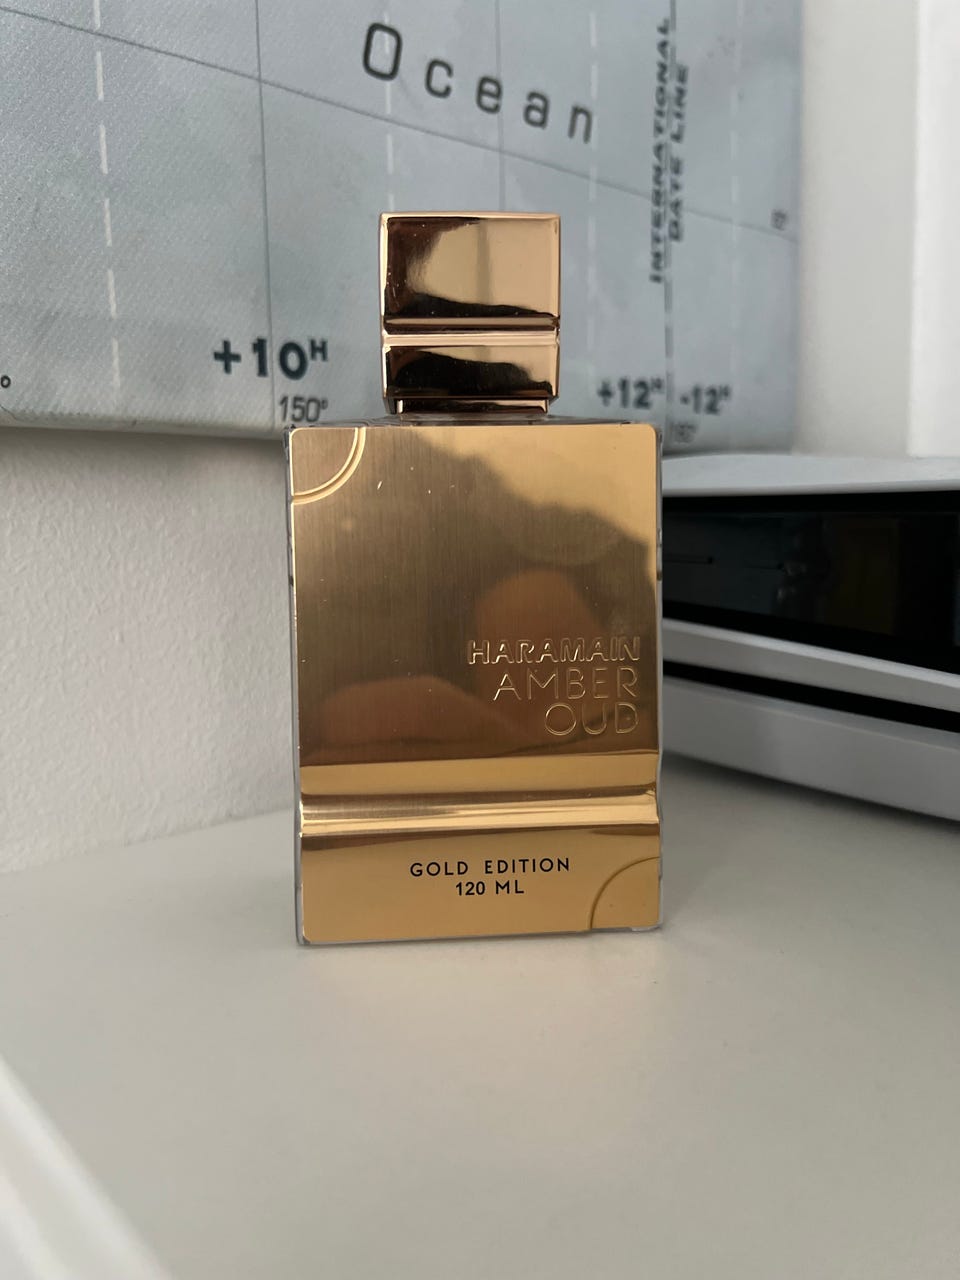 Ocean
INTERNATIONAL
DATE LINE
+10H
150°
+12H
-12H
HARAMAIN
AMBER
OUD
GOLD EDITION
120 ML